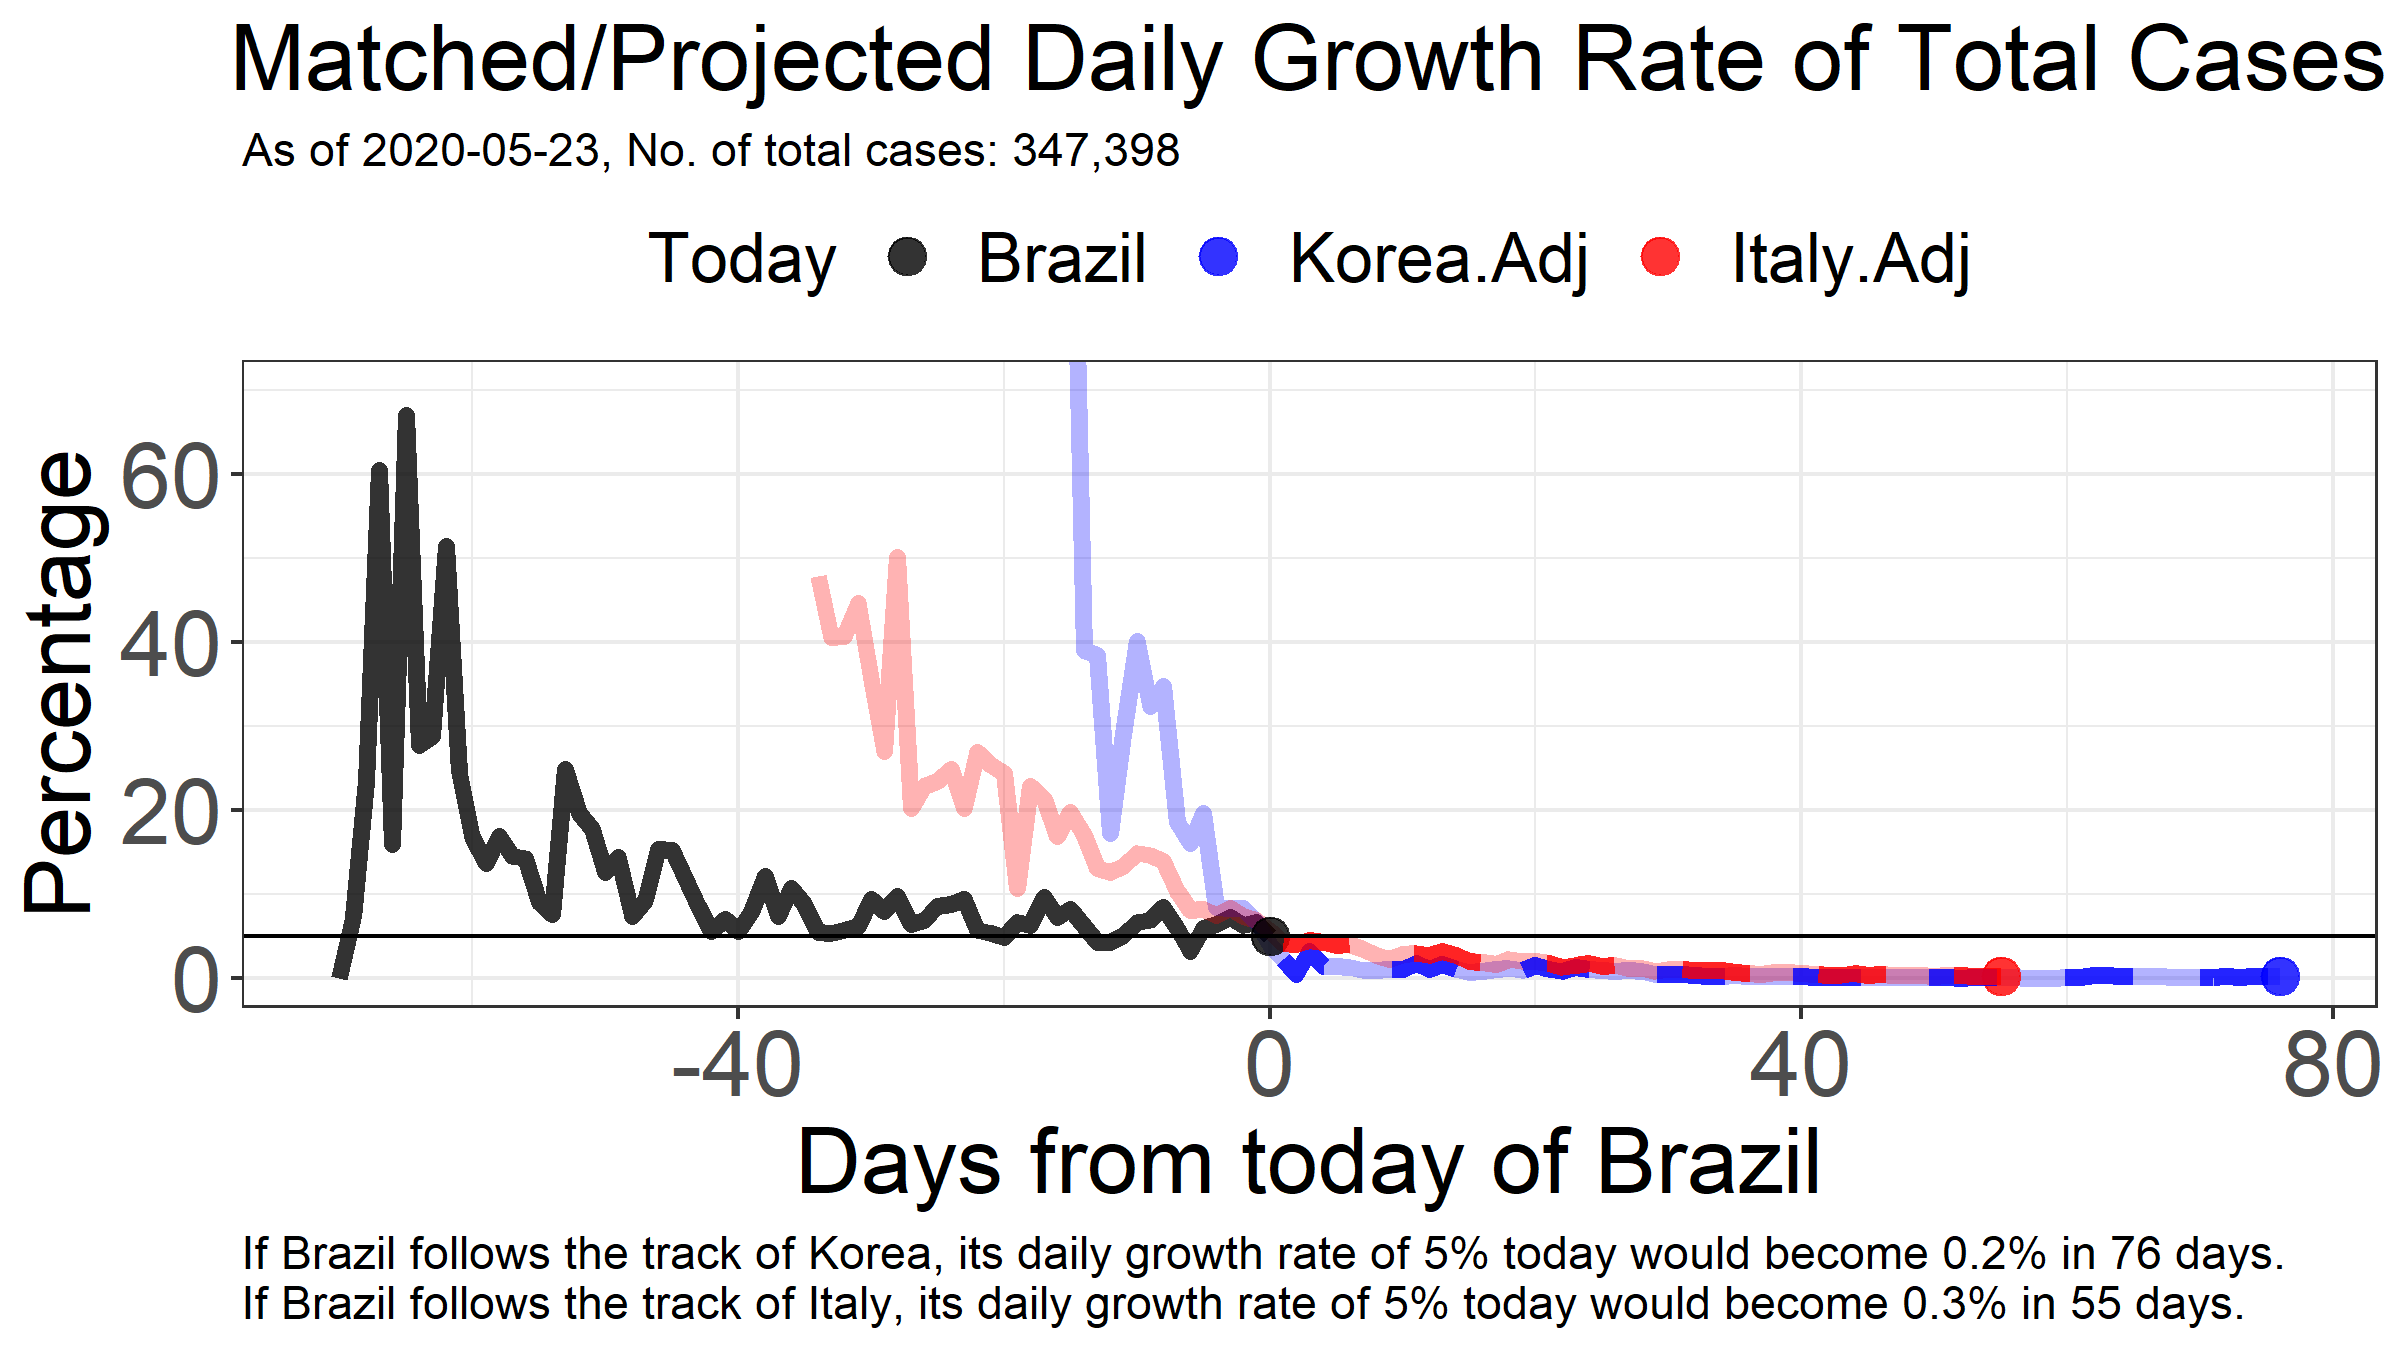 Matched/Projected Daily Growth Rate of Total Cases
As of 2020-05-23, No. of total cases: 347,398
Today Brazil Korea.Adj Italy.Adj
Percentage
60
40
20
0
-40 0 40 80
Days from today of Brazil
If Brazil follows the track of Korea, its daily growth rate of 5% today would become 0.2% in 76 days.
If Brazil follows the track of Italy, its daily growth rate of 5% today would become 0.3% in 55 days.